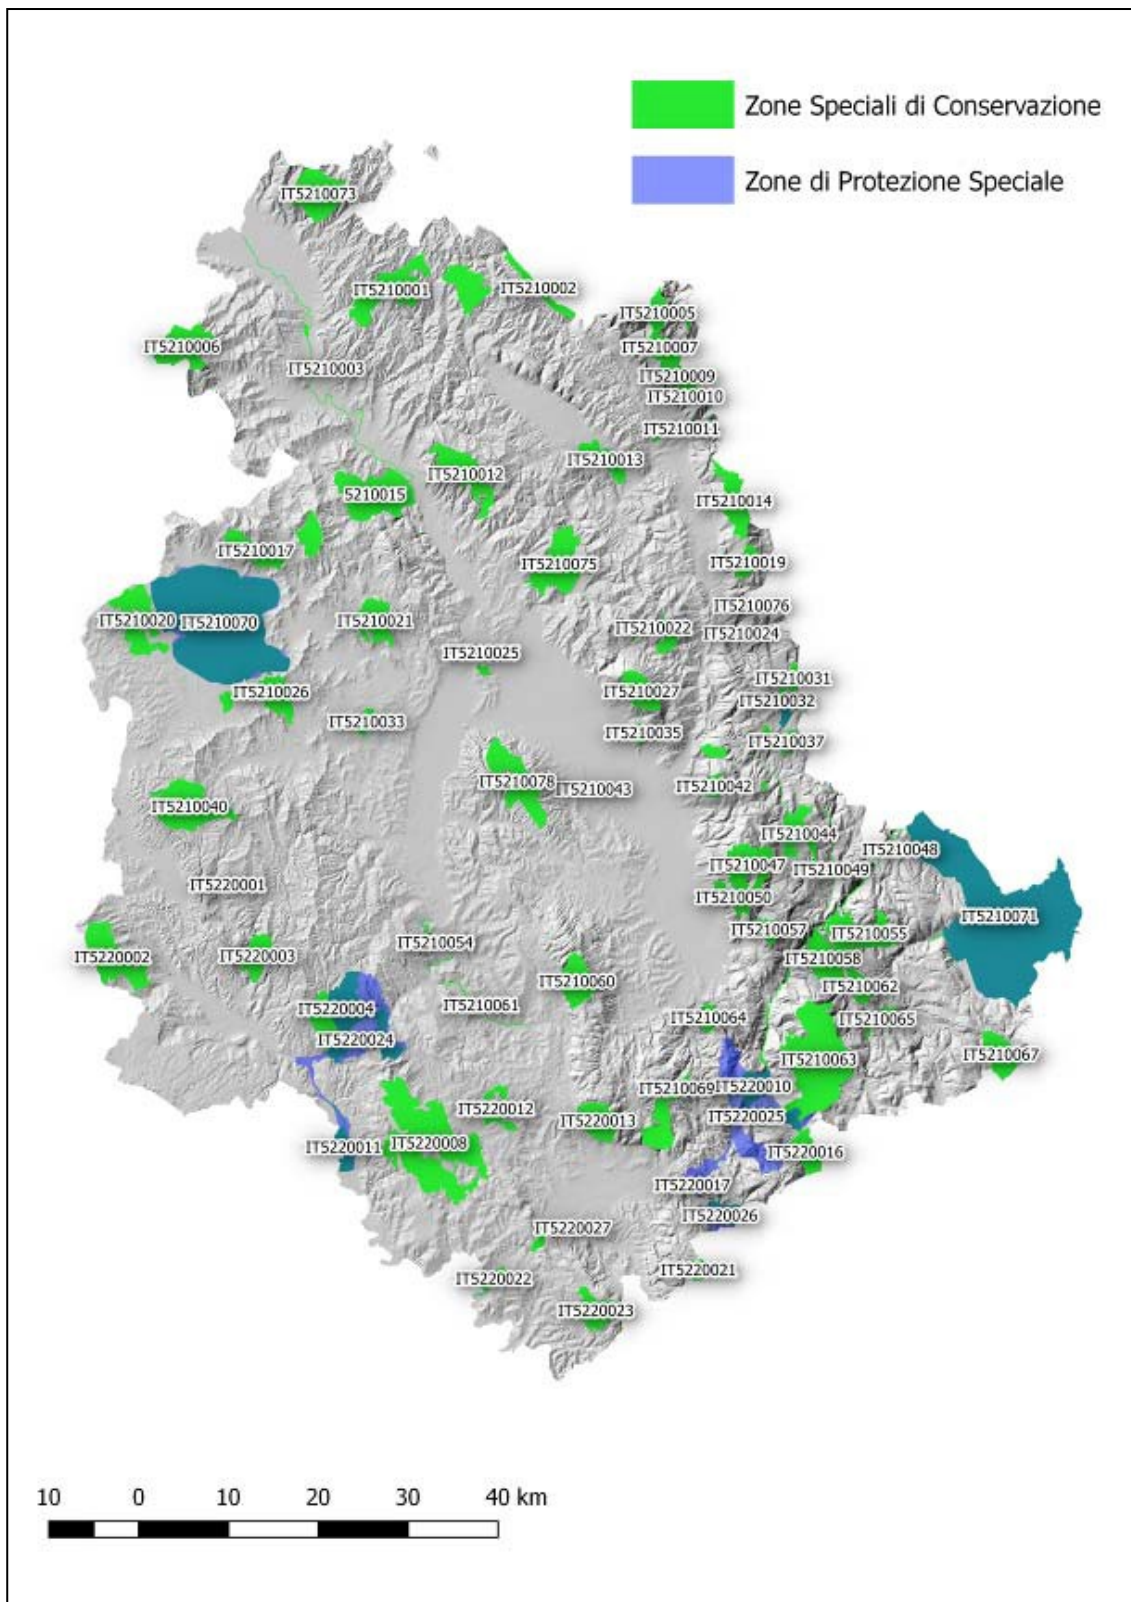 Zone Speciali di Conservazione
Zone di Protezione Speciale
IT5210073
IT5210001
IT5210002
IT5210005
IT5210006
IT5210007
IT5210003
IT5210009
IT5210010
IT5210011
IT5210013
IT5210012
5210015
IT5210014
IT5210017
IT5210075
IT5210019
IT5210076
IT5210020
IT5210070
IT5210021
IT5210022
IT5210024
IT5210025
IT5210031
IT5210026
IT5210027
IT5210032
IT5210033
IT5210035
IT5210037
IT5210078
IT5210043
IT5210042
IT5210040
IT5210044
IT5210048
IT5210047
IT5210049
IT5220001
IT5210050
IT5210071
IT5210057
IT5210055
IT5210054
IT5220002
IT5220003
IT5210058
IT5210060
IT5210062
IT5220004
IT5210061
IT5210064
IT5210065
IT5220024
IT5210063
IT5210067
IT5210069
IT5220010
IT5220012
IT5220025
IT5220013
IT5220011
IT5220008
IT5220016
IT5220017
IT5220026
IT5220027
IT5220021
IT5220022
IT5220023
10 0 10 20 30 40 km